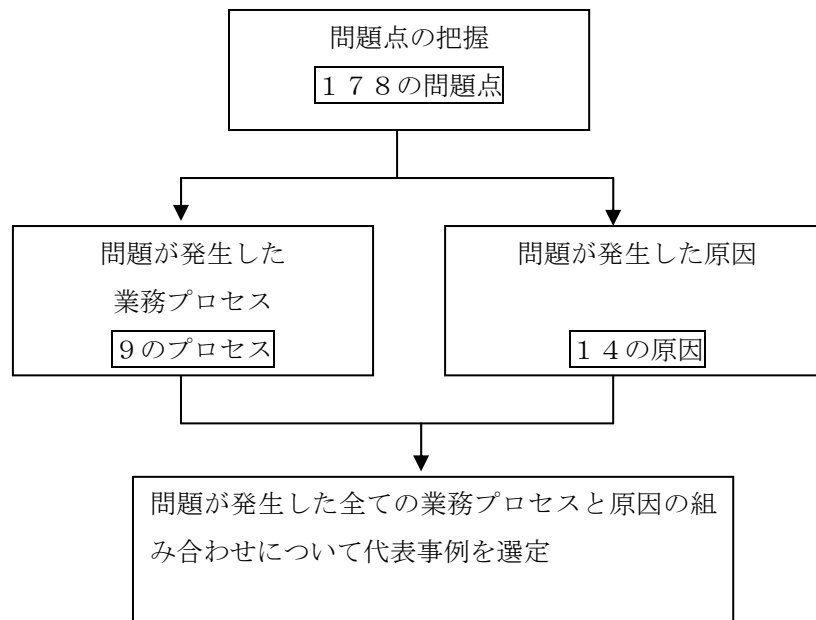 問題点の把握
１７８の問題点
問題が発生した
業務プロセス
９のプロセス
問題が発生した原因
１４の原因
問題が発生した全ての業務プロセスと原因の組
み合わせについて代表事例を選定